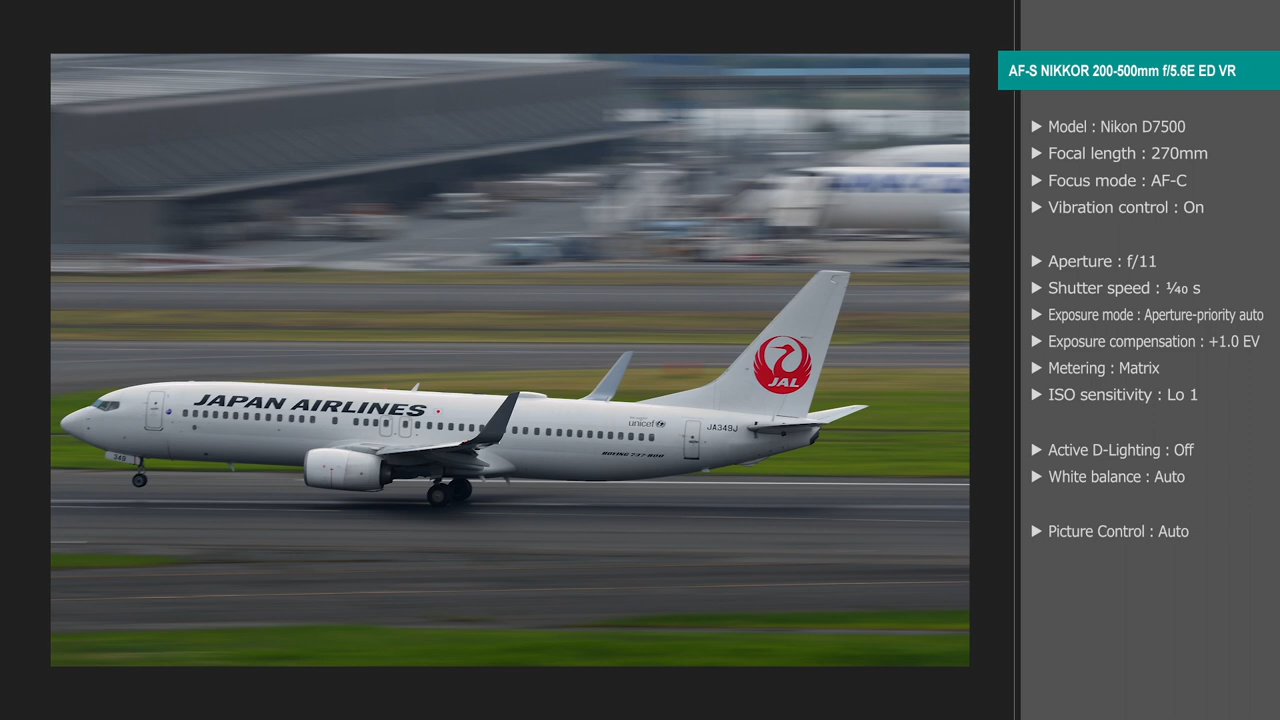 AF-S NIKKOR 200-500mm f/5.6E ED VR
▶ Model : Nikon D7500
▶ Focal length : 270mm
▶ Focus mode : AF-C
▶ Vibration control : On
▶ Aperture : f/11
▶ Shutter speed : 1⁄40 s
▶ Exposure mode : Aperture-priority auto
▶ Exposure compensation : +1.0 EV
▶ Metering : Matrix
▶ ISO sensitivity : Lo 1
▶ Active D-Lighting : Off
▶ White balance : Auto
▶ Picture Control : Auto
JAL
JAPAN AIRLINES
unicef
JA349J
349
BOEING 737-800